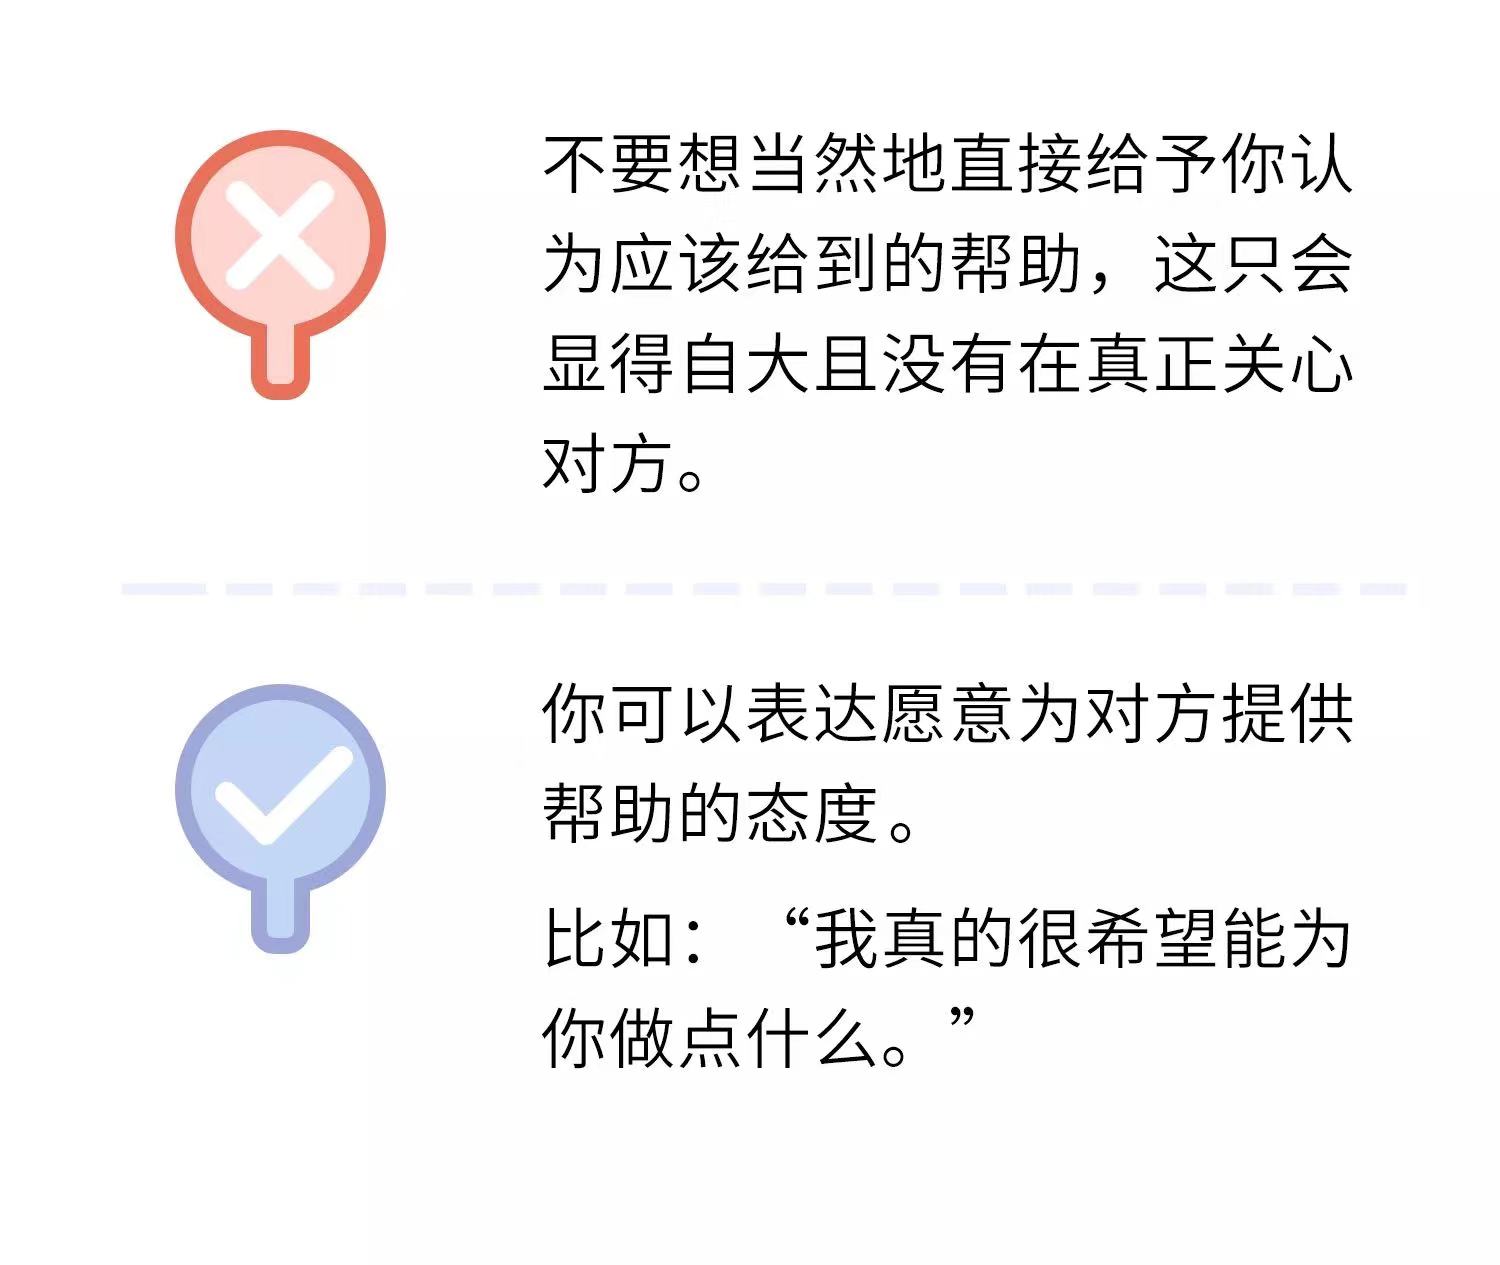 不要想当然地直接给予你认
为应该给到的帮助，这只会
显得自大且没有在真正关心
对方。
你可以表达愿意为对方提供
帮助的态度。
比如：“我真的很希望能为
你做点什么。”